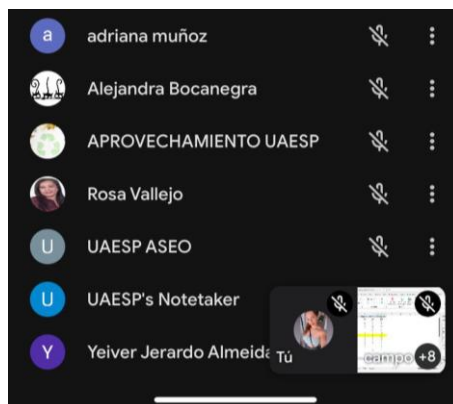 a adriana muñoz
Alejandra Bocanegra
APROVECHAMIENTO UAESP
Rosa Vallejo
U UAESP ASEO
U UAESP's Notetaker
Y Yeiver Jerardo Almeida
Tú
campo +8